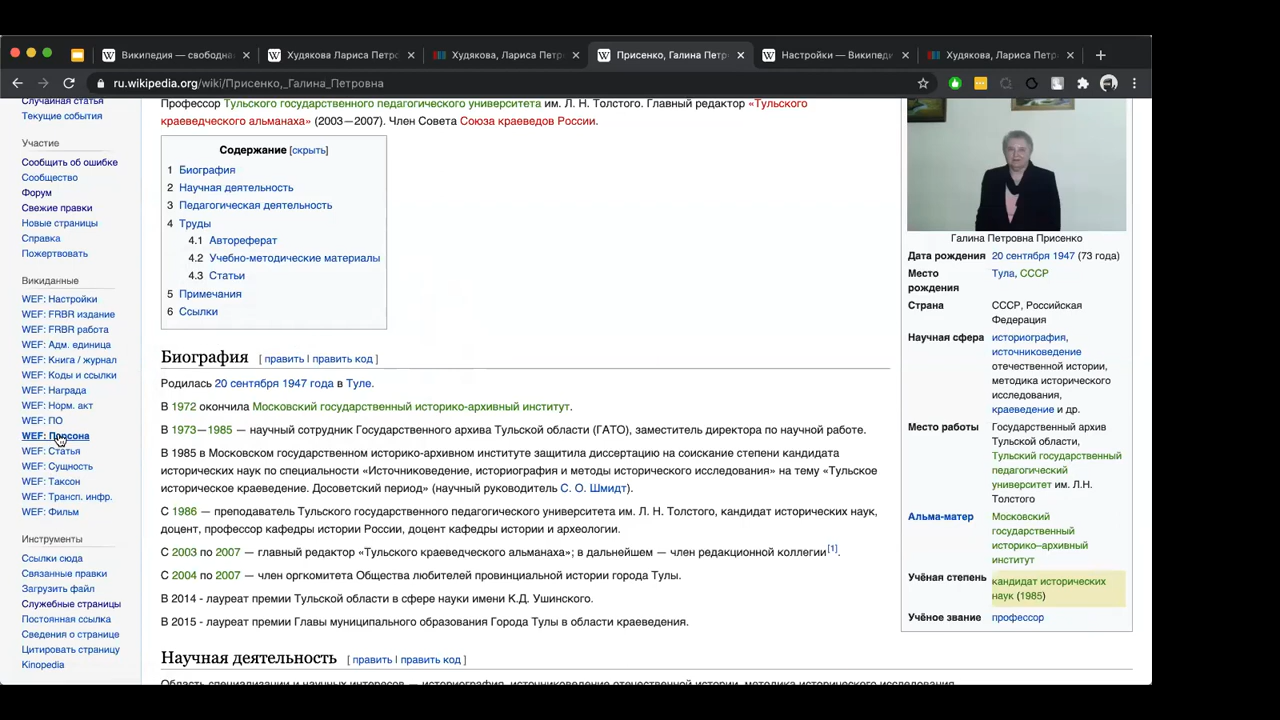 Википедия — свободна
Худякова Лариса Петро
Худякова, Лариса Петр
Присенко, Галина Петр
Настройки — Википеди
Худякова, Лариса Петр
ru.wikipedia.org/wiki/Присенко,_Галина_Петровна
Случайная статья
Текущие события
Участие
Сообщить об ошибке
Сообщество
Форум
Свежие правки
Новые страницы
Справка
Пожертвовать
Викиданные
WEF: Настройки
WEF: FRBR издание
WEF: FRBR работа
WEF: Адм. единица
WEF: Книга / журнал
WEF: Коды и ссылки
WEF: Награда
WEF: Норм. акт
WEF: ПО
WEF: Персона
WEF: Статья
WEF: Сущность
WEF: Таксон
WEF: Трансп. инфр.
WEF: Фильм
Инструменты
Ссылки сюда
Связанные правки
Загрузить файл
Служебные страницы
Постоянная ссылка
Сведения о странице
Цитировать страницу
Kinopedia
Профессор Тульского государственного педагогического университета им. Л. Н. Толстого. Главный редактор «Тульского
краеведческого альманаха» (2003—2007). Член Совета Союза краеведов России.
Содержание [скрыть]
1 Биография
2 Научная деятельность
3 Педагогическая деятельность
4 Труды
4.1 Автореферат
4.2 Учебно-методические материалы
4.3 Статьи
5 Примечания
6 Ссылки
Биография [ править | править код ]
Родилась 20 сентября 1947 года в Туле.
В 1972 окончила Московский государственный историко-архивный институт.
В 1973—1985 — научный сотрудник Государственного архива Тульской области (ГАТО), заместитель директора по научной работе.
В 1985 в Московском государственном историко-архивном институте защитила диссертацию на соискание степени кандидата
исторических наук по специальности «Источниковедение, историография и методы исторического исследования» на тему «Тульское
историческое краеведение. Досоветский период» (научный руководитель С. О. Шмидт).
С 1986 — преподаватель Тульского государственного педагогического университета им. Л. Н. Толстого, кандидат исторических наук,
доцент, профессор кафедры истории России, доцент кафедры истории и археологии.
С 2003 по 2007 — главный редактор «Тульского краеведческого альманаха»; в дальнейшем — член редакционной коллегии[1].
С 2004 по 2007 — член оргкомитета Общества любителей провинциальной истории города Тулы.
В 2014 - лауреат премии Тульской области в сфере науки имени К.Д. Ушинского.
В 2015 - лауреат премии Главы муниципального образования Города Тулы в области краеведения.
Научная деятельность [ править | править код ]
Область специализации и научных интересов — историография, источниковедение отечественной истории, методика исторического исследования,
Галина Петровна Присенко
Дата рождения 20 сентября 1947 (73 года)
Место Тула, СССР
рождения
Страна СССР, Российская
Федерация
Научная сфера историография,
источниковедение
отечественной истории,
методика исторического
исследования,
краеведение и др.
Место работы Государственный архив
Тульской области,
Тульский государственный
педагогический
университет им. Л.Н.
Толстого
Альма-матер Московский
государственный
историко–архивный
институт
Учёная степень кандидат исторических
наук (1985)
Учёное звание профессор